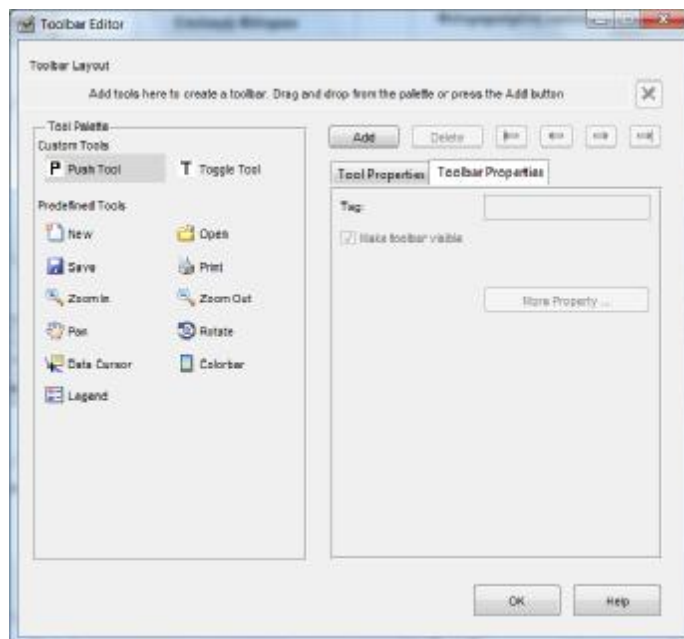 Toolbar Editor
Toolbar Layout
Add tools here to create a toolbar. Drag and drop from the palette or press the Add button
Tool Palette
Custom Tools
P Push Tool
T Toggle Tool
Predefined Tools
New
Open
Save
Print
Zoom In
Zoom Out
Pan
Rotate
Data Cursor
Colorbar
Legend
Add
Delete
Tool Properties
Toolbar Properties
Tag:
Make toolbar visible
More Property ...
OK
Help